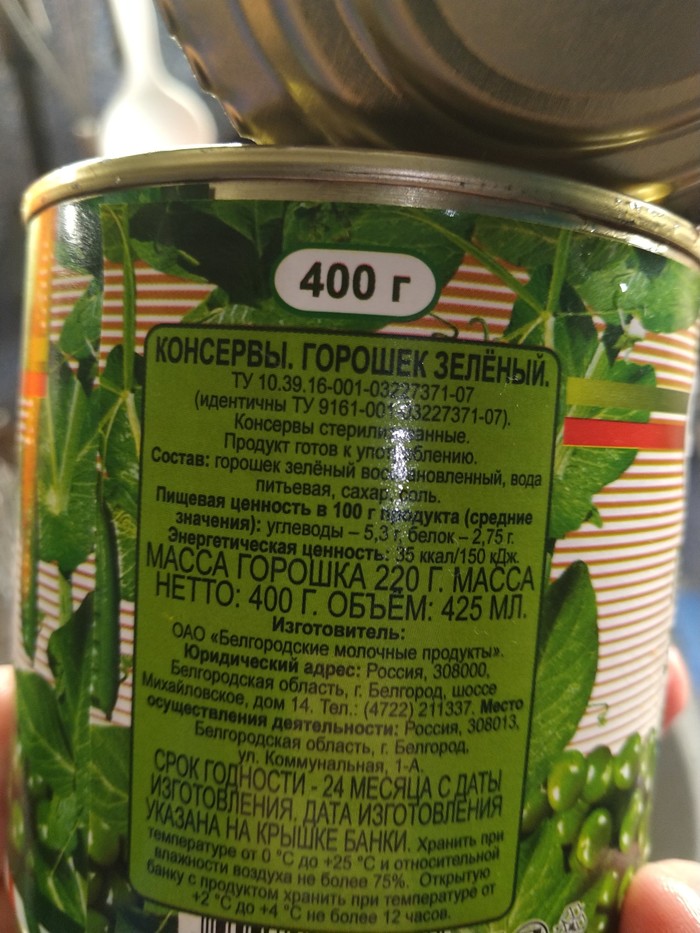 400 г
КОНСЕРВЫ. ГОРОШЕК ЗЕЛЁНЫЙ.
ТУ 10.39.16-001-03227371-07
(идентичны ТУ 9161-001-03227371-07).
Консервы стерилизованные.
Продукт готов к употреблению.
Состав: горошек зелёный восстановленный, вода
питьевая, сахар, соль.
Пищевая ценность в 100 г продукта (средние
значения): углеводы – 5,3 г, белок – 2,75 г.
Энергетическая ценность: 35 ккал/150 кДж.
МАССА ГОРОШКА 220 Г. МАССА
НЕТТО: 400 Г. ОБЪЁМ: 425 МЛ.
Изготовитель:
ОАО «Белгородские молочные продукты».
Юридический адрес: Россия, 308000,
Белгородская область, г. Белгород, шоссе
Михайловское, дом 14. Тел.: (4722) 211337. Место
осуществления деятельности: Россия, 308013,
Белгородская область, г. Белгород,
ул. Коммунальная, 1-А.
СРОК ГОДНОСТИ - 24 МЕСЯЦА С ДАТЫ
ИЗГОТОВЛЕНИЯ. ДАТА ИЗГОТОВЛЕНИЯ
УКАЗАНА НА КРЫШКЕ БАНКИ. Хранить при
температуре от 0 °С до +25 °С и относительной
влажности воздуха не более 75%. Открытую
банку с продуктом хранить при температуре от
+2 °С до +4 °С не более 12 часов.